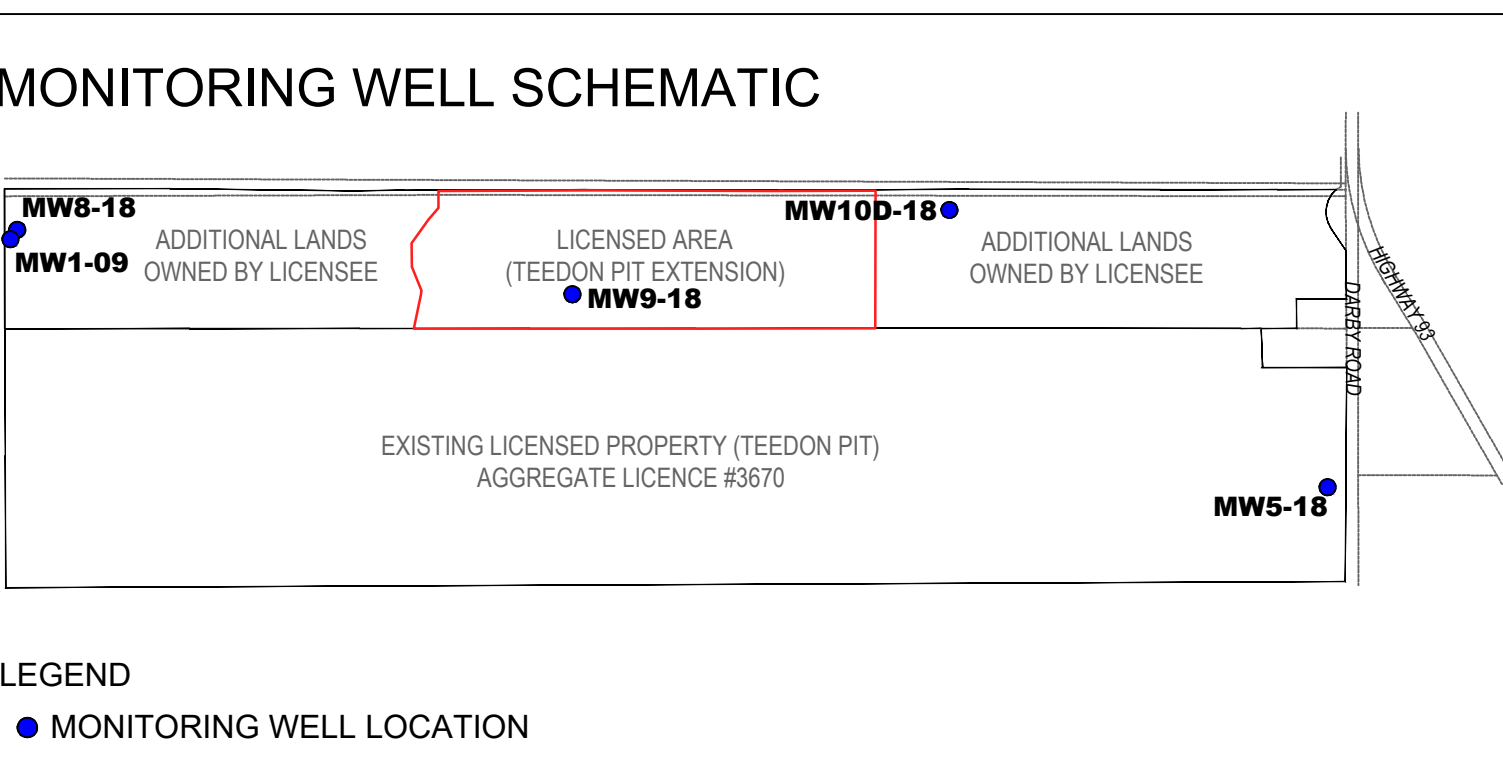 MONITORING WELL SCHEMATIC
MW8-18
MW1-09
ADDITIONAL LANDS
OWNED BY LICENSEE
LICENSED AREA
(TEEDON PIT EXTENSION)
MW9-18
MW10D-18
ADDITIONAL LANDS
OWNED BY LICENSEE
HIGHWAY 93
DARBY ROAD
EXISTING LICENSED PROPERTY (TEEDON PIT)
AGGREGATE LICENCE #3670
MW5-18
LEGEND
MONITORING WELL LOCATION